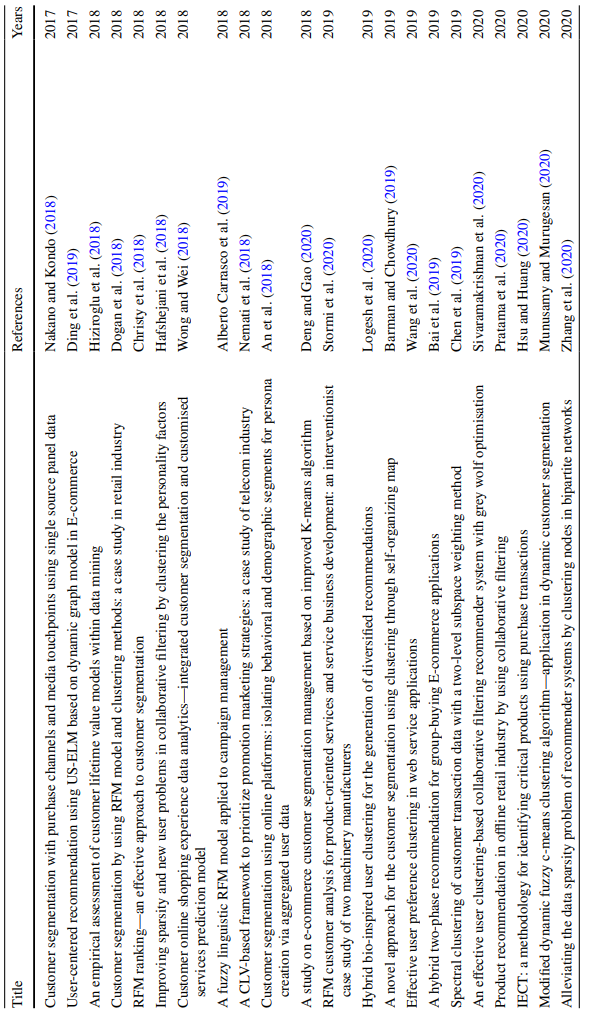 Title References Years
Customer segmentation with purchase channels and media touchpoints using single source panel data Nakano and Kondo (2018) 2017
User-centered recommendation using US-ELM based on dynamic graph model in E-commerce Ding et al. (2019) 2017
An empirical assessment of customer lifetime value models within data mining Hiziroglu et al. (2018) 2018
Customer segmentation by using RFM model and clustering methods: a case study in retail industry Dogan et al. (2018) 2018
RFM ranking—an effective approach to customer segmentation Christy et al. (2018) 2018
Improving sparsity and new user problems in collaborative filtering by clustering the personality factors Hafshejani et al. (2018) 2018
Customer online shopping experience data analytics—integrated customer segmentation and customised Wong and Wei (2018) 2018
services prediction model
A fuzzy linguistic RFM model applied to campaign management Alberto Carrasco et al. (2019) 2018
A CLV-based framework to prioritize promotion marketing strategies: a case study of telecom industry Nemati et al. (2018) 2018
Customer segmentation using online platforms: isolating behavioral and demographic segments for persona An et al. (2018) 2018
creation via aggregated user data
A study on e-commerce customer segmentation management based on improved K-means algorithm Deng and Gao (2020) 2018
RFM customer analysis for product-oriented services and service business development: an interventionist Stormi et al. (2020) 2019
case study of two machinery manufacturers
Hybrid bio-inspired user clustering for the generation of diversified recommendations Logesh et al. (2020) 2019
A novel approach for the customer segmentation using clustering through self-organizing map Barman and Chowdhury (2019) 2019
Effective user preference clustering in web service applications Wang et al. (2020) 2019
A hybrid two-phase recommendation for group-buying E-commerce applications Bai et al. (2019) 2019
Spectral clustering of customer transaction data with a two-level subspace weighting method Chen et al. (2019) 2019
An effective user clustering-based collaborative filtering recommender system with grey wolf optimisation Sivaramakrishnan et al. (2020) 2020
Product recommendation in offline retail industry by using collaborative filtering Pratama et al. (2020) 2020
IECT: a methodology for identifying critical products using purchase transactions Hsu and Huang (2020) 2020
Modified dynamic fuzzy c-means clustering algorithm—application in dynamic customer segmentation Munusamy and Murugesan (2020) 2020
Alleviating the data sparsity problem of recommender systems by clustering nodes in bipartite networks Zhang et al. (2020) 2020